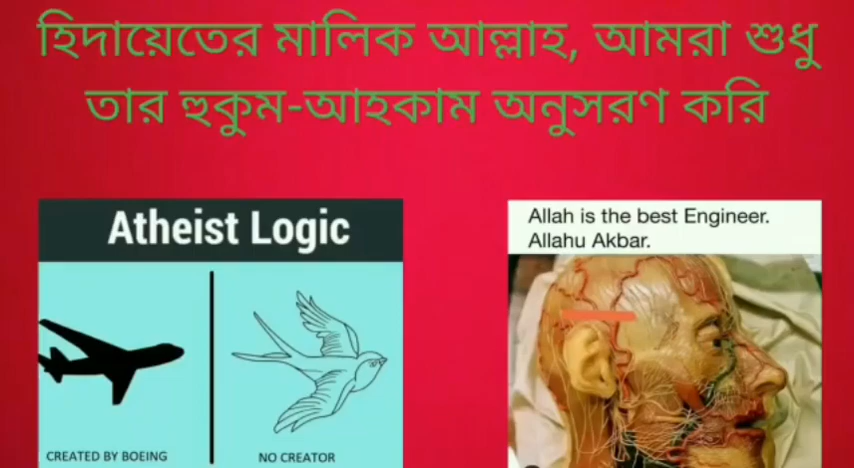 হিদায়েতের মালিক আল্লাহ, আমরা শুধু
তার হুকুম-আহকাম অনুসরণ করি
Atheist Logic
CREATED BY BOEING
NO CREATOR
Allah is the best Engineer.
Allahu Akbar.